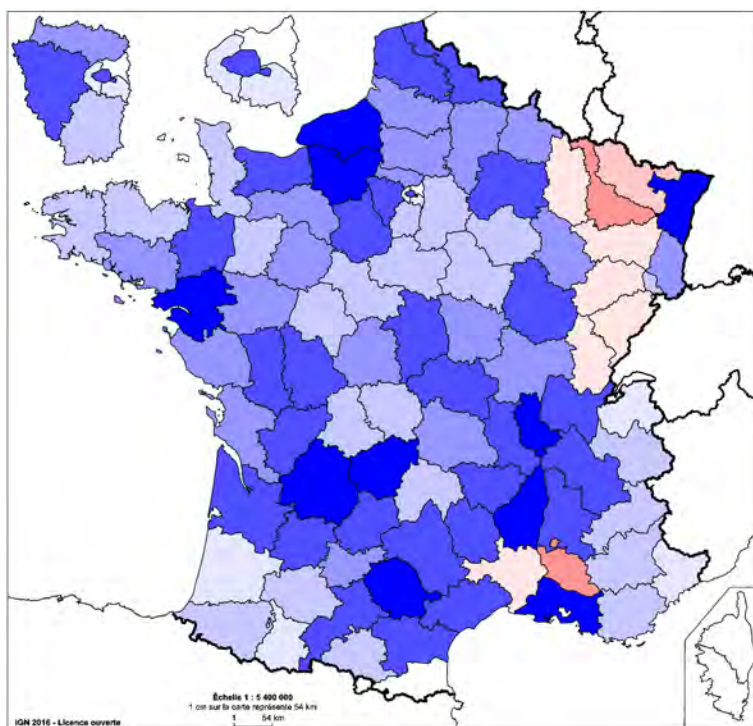 Échelle 1 : 5 400 000
1 cm sur la carte représente 54 km
1 54 km
IGN 2016 - Licence ouverte